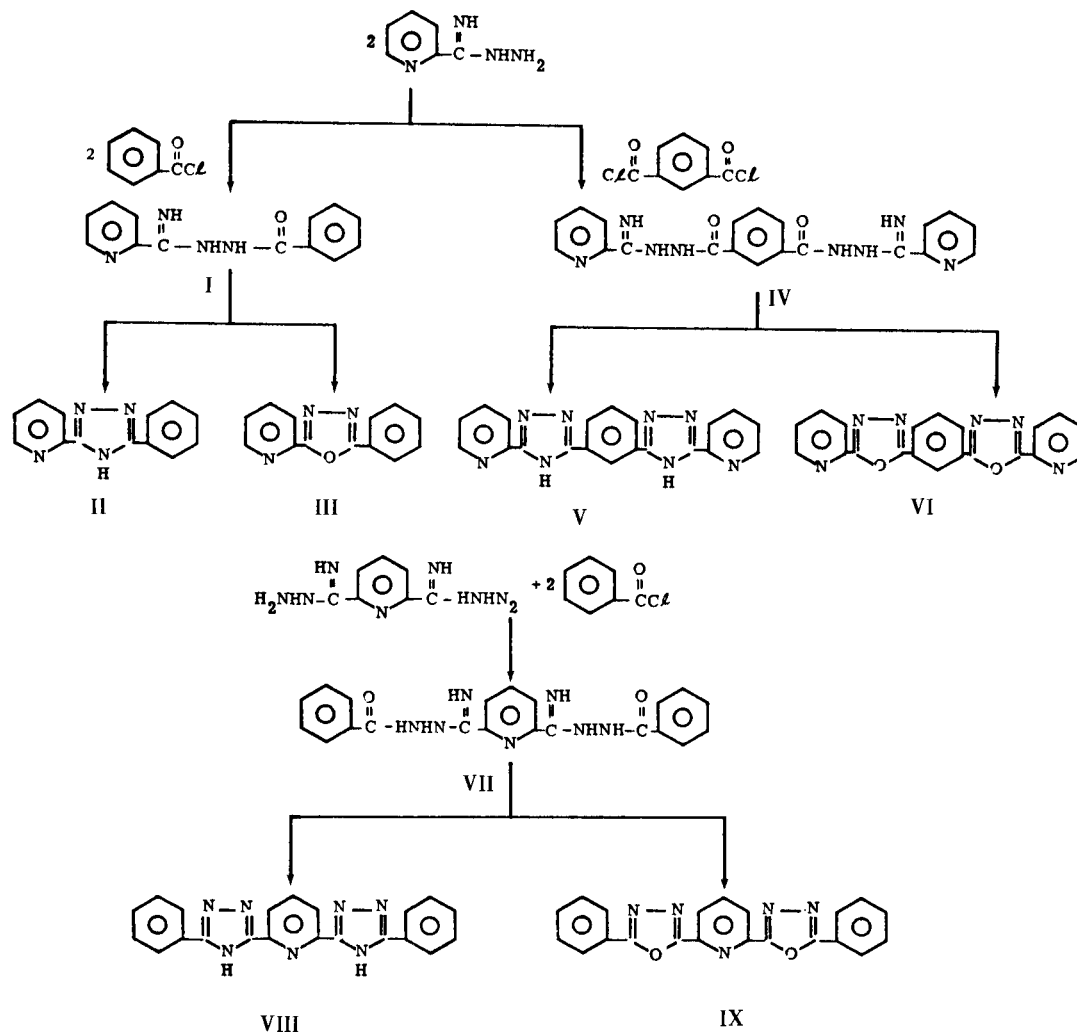 2 N NH C – NHNH2
2 O CCl
O ClC O CCl
N NH C – NHNH – C O
N NH C – NHNH – C O O C – NHNH – C HN N
I
IV
N N – N N H
N N – N O
N N – N N H N – N N H N
N N – N O N – N O N
II
III
V
VI
H2NHN – C HN N NH C – HNHN2 + 2 O CCl
O C – HNHN – C HN N NH C – NHNH – C O
VII
N – N N H N N – N N H
N – N O N N – N O
VIII
IX